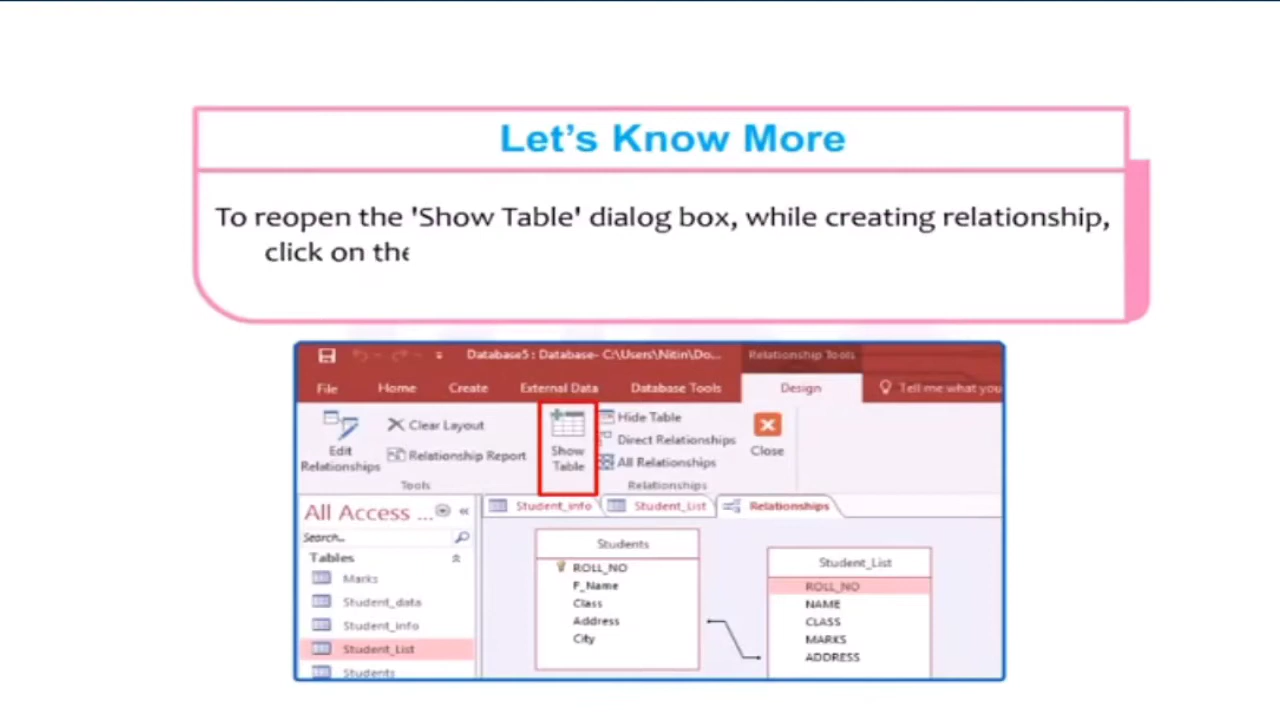 Let's Know More
To reopen the 'Show Table' dialog box, while creating relationship,
click on the
Database5 : Database- C:\Users\Nitin\Do...
Relationship Tools
File
Home
Create
External Data
Database Tools
Design
Tell me what you
Edit
Relationships
Clear Layout
Relationship Report
Tools
Show
Table
Hide Table
Direct Relationships
All Relationships
Relationships
Close
All Access ...
Search..
Tables
Marks
Student_data
Student_info
Student_List
Students
Student_info
Student_List
Relationships
Students
ROLL_NO
F_Name
Class
Address
City
Student_List
ROLL_NO
NAME
CLASS
MARKS
ADDRESS